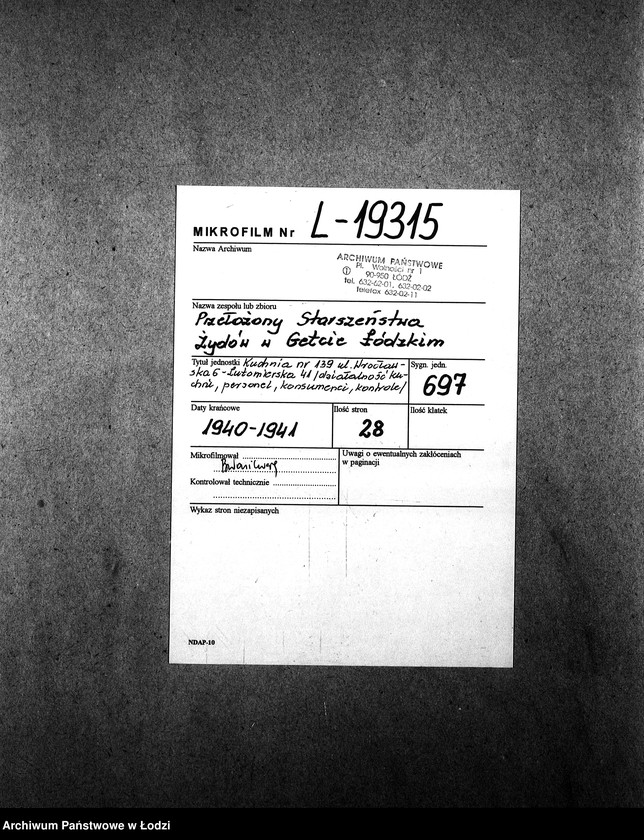 MIKROFILM Nr L-19315
Nazwa Archiwum
ARCHIWUM PAŃSTWOWE
Pl. Wolności nr 1
90-950 ŁÓDŹ
tel. 632-62-01, 632-02-02
telefax 632-02-11
Nazwa zespołu lub zbioru
Przełożony Starszeństwa
Żydów w Getcie Łódzkim
Tytuł jednostki Kuchnia nr 139 ul. Wrocław-
ska 6 - Lutomierska 41 /działalność ku-
chni, personel, konsumenci, kontrole/
Sygn. jedn.
697
Daty krańcowe
1940-1941
Ilość stron
28
Ilość klatek
Mikrofilmował
Kontrolował technicznie
Uwagi o ewentualnych zakłóceniach
w paginacji
Wykaz stron niezapisanych
NDAP-10
Archiwum Państwowe w Łodzi